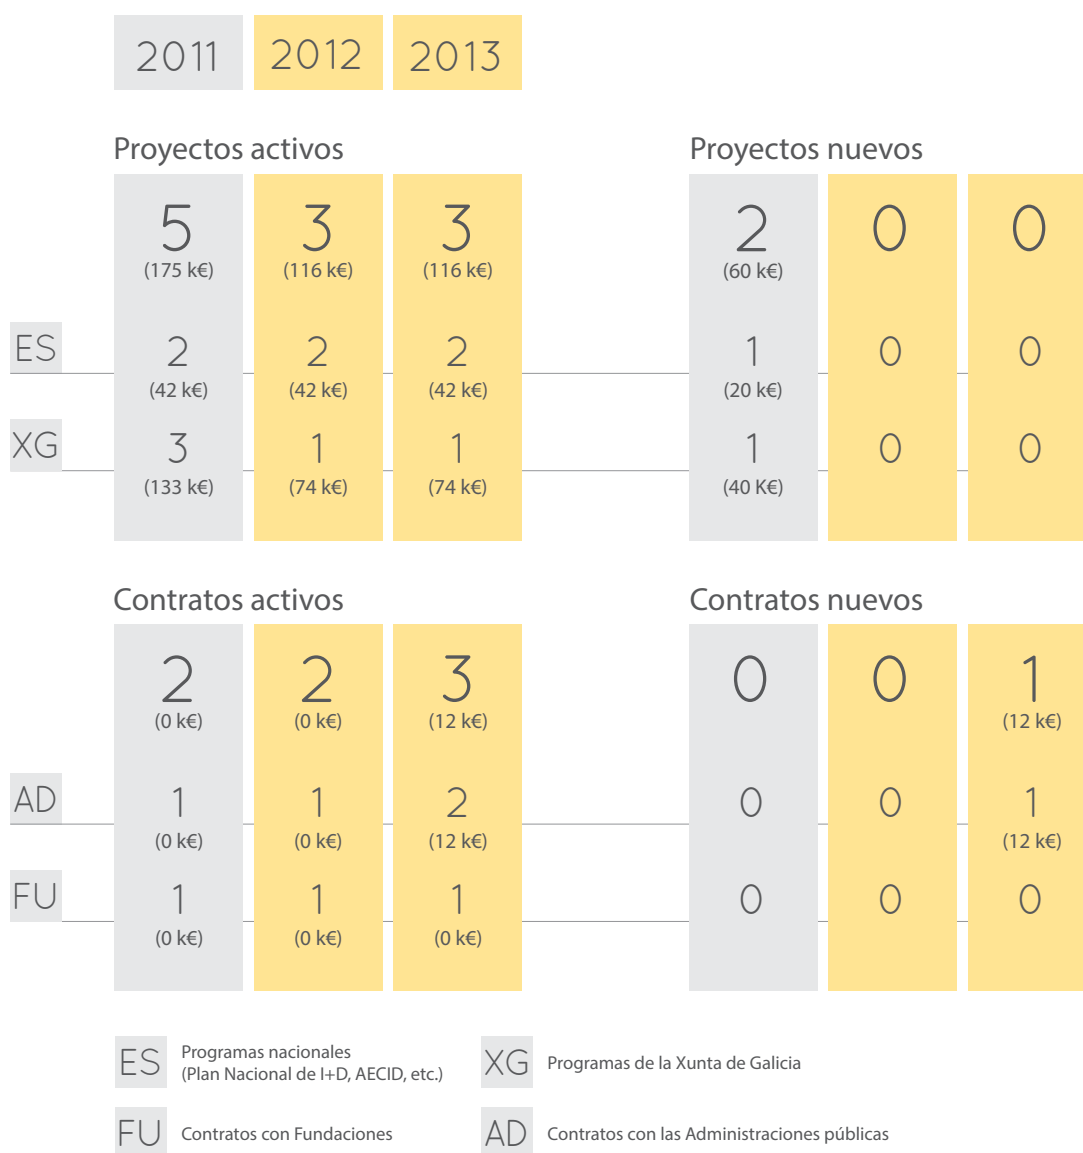 2011 2012 2013
Proyectos activos Proyectos nuevos
5 3 3 2 0 0
(175 k€) (116 k€) (116 k€) (60 k€)
ES 2 2 2 1 0 0
(42 k€) (42 k€) (42 k€) (20 k€)
XG 3 1 1 1 0 0
(133 k€) (74 k€) (74 k€) (40 K€)
Contratos activos Contratos nuevos
2 2 3 0 0 1
(0 k€) (0 k€) (12 k€) (12 k€)
AD 1 1 2 0 0 1
(0 k€) (0 k€) (12 k€) (12 k€)
FU 1 1 1 0 0 0
(0 k€) (0 k€) (0 k€)
ES Programas nacionales
(Plan Nacional de I+D, AECID, etc.)
XG Programas de la Xunta de Galicia
FU Contratos con Fundaciones
AD Contratos con las Administraciones públicas